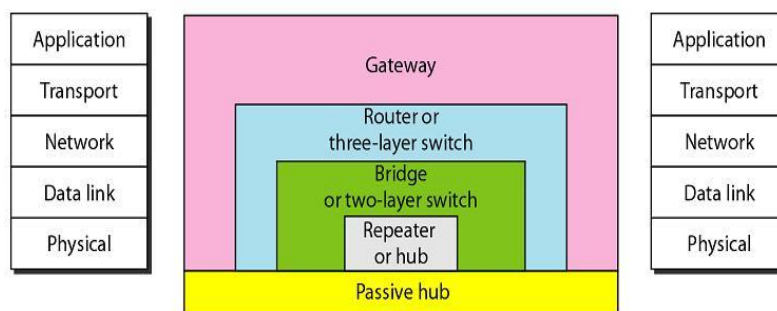 Application
Transport
Network
Data link
Physical
Gateway
Router or
three-layer switch
Bridge
or two-layer switch
Repeater
or hub
Passive hub
Application
Transport
Network
Data link
Physical